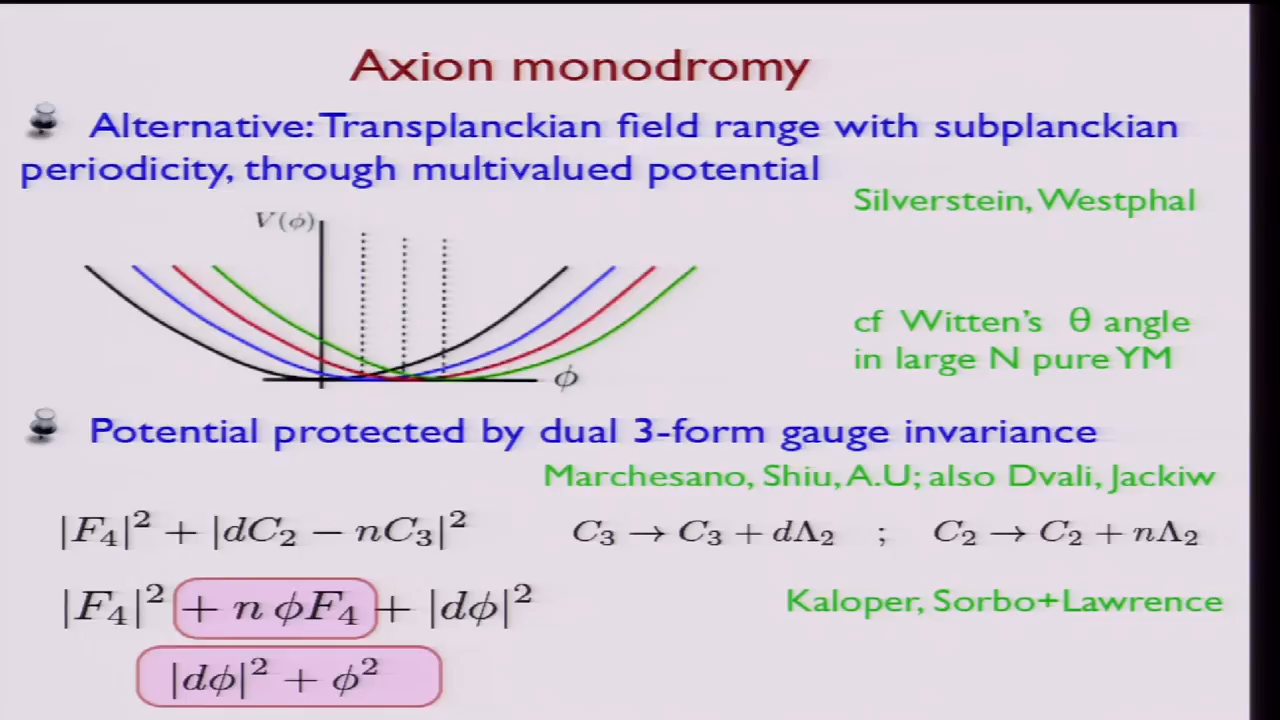 Axion monodromy
Alternative: Transplanckian field range with subplanckian
periodicity, through multivalued potential
Silverstein, Westphal
V(ϕ)
ϕ
cf Witten's θ angle
in large N pure YM
Potential protected by dual 3-form gauge invariance
Marchesano, Shiu, A.U; also Dvali, Jackiw
|F₄|² + |dC₂ − nC₃|² C₃ → C₃ + dΛ₂ ; C₂ → C₂ + nΛ₂
|F₄|² + n ϕF₄ + |dϕ|²
Kaloper, Sorbo+Lawrence
|dϕ|² + ϕ²